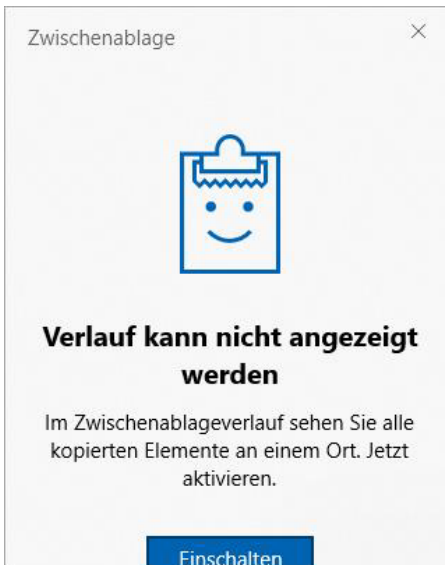 Zwischenablage
Verlauf kann nicht angezeigt
werden
Im Zwischenablageverlauf sehen Sie alle
kopierten Elemente an einem Ort. Jetzt
aktivieren.
Einschalten